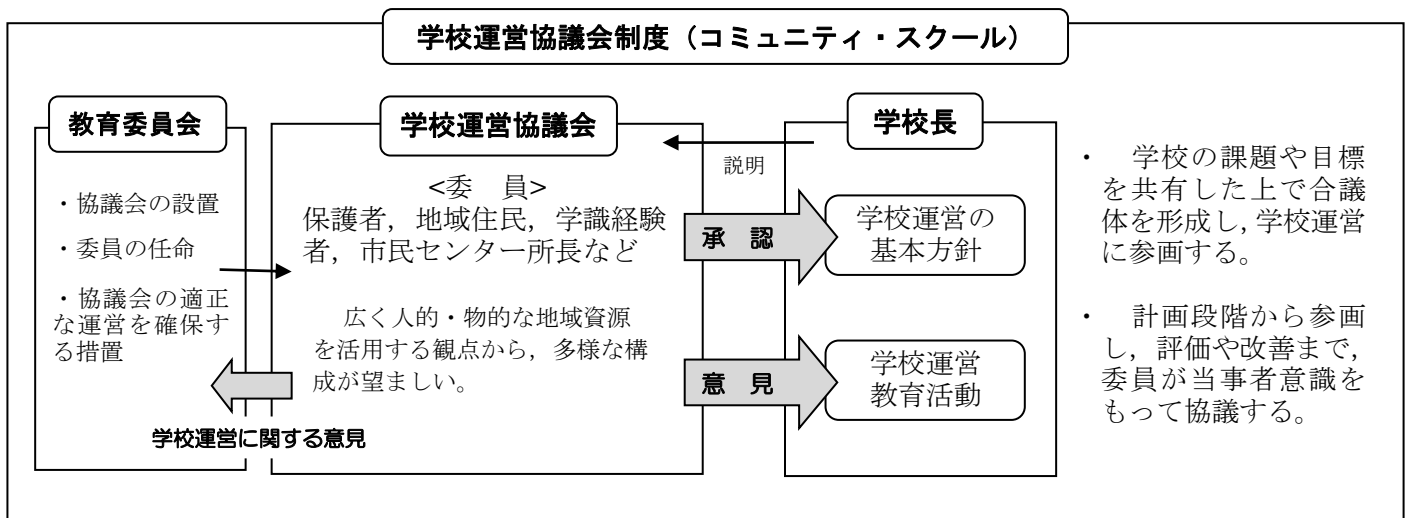 学校運営協議会制度（コミュニティ・スクール）
教育委員会
・協議会の設置
・委員の任命
・協議会の適正
な運営を確保す
る措置
学校運営に関する意見
学校運営協議会
<委　員>
保護者，地域住民，学識経験
者，市民センター所長など
広く人的・物的な地域資源
を活用する観点から，多様な構
成が望ましい。
説明
承　認
意　見
学校長
学校運営の
基本方針
学校運営
教育活動
・　学校の課題や目標
を共有した上で合議
体を形成し，学校運営
に参画する。
・　計画段階から参画
し，評価や改善まで，
委員が当事者意識を
もって協議する。